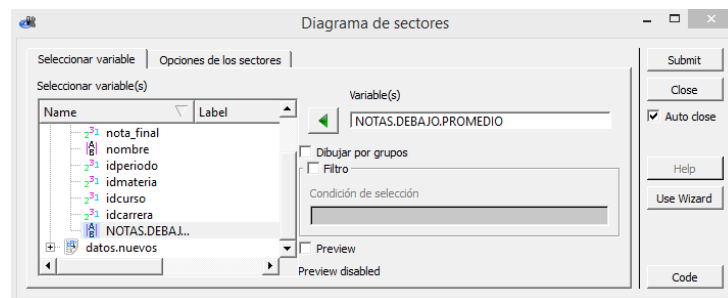 Diagrama de sectores
Seleccionar variable
Opciones de los sectores
Seleccionar variable(s)
Name
Label
nota_final
nombre
idperiodo
idmateria
idcurso
idcarrera
NOTAS.DEBAJ...
datos.nuevos
Variable(s)
NOTAS.DEBAJO.PROMEDIO
Dibujar por grupos
Filtro
Condición de selección
Preview
Preview disabled
Submit
Close
Auto close
Help
Use Wizard
Code